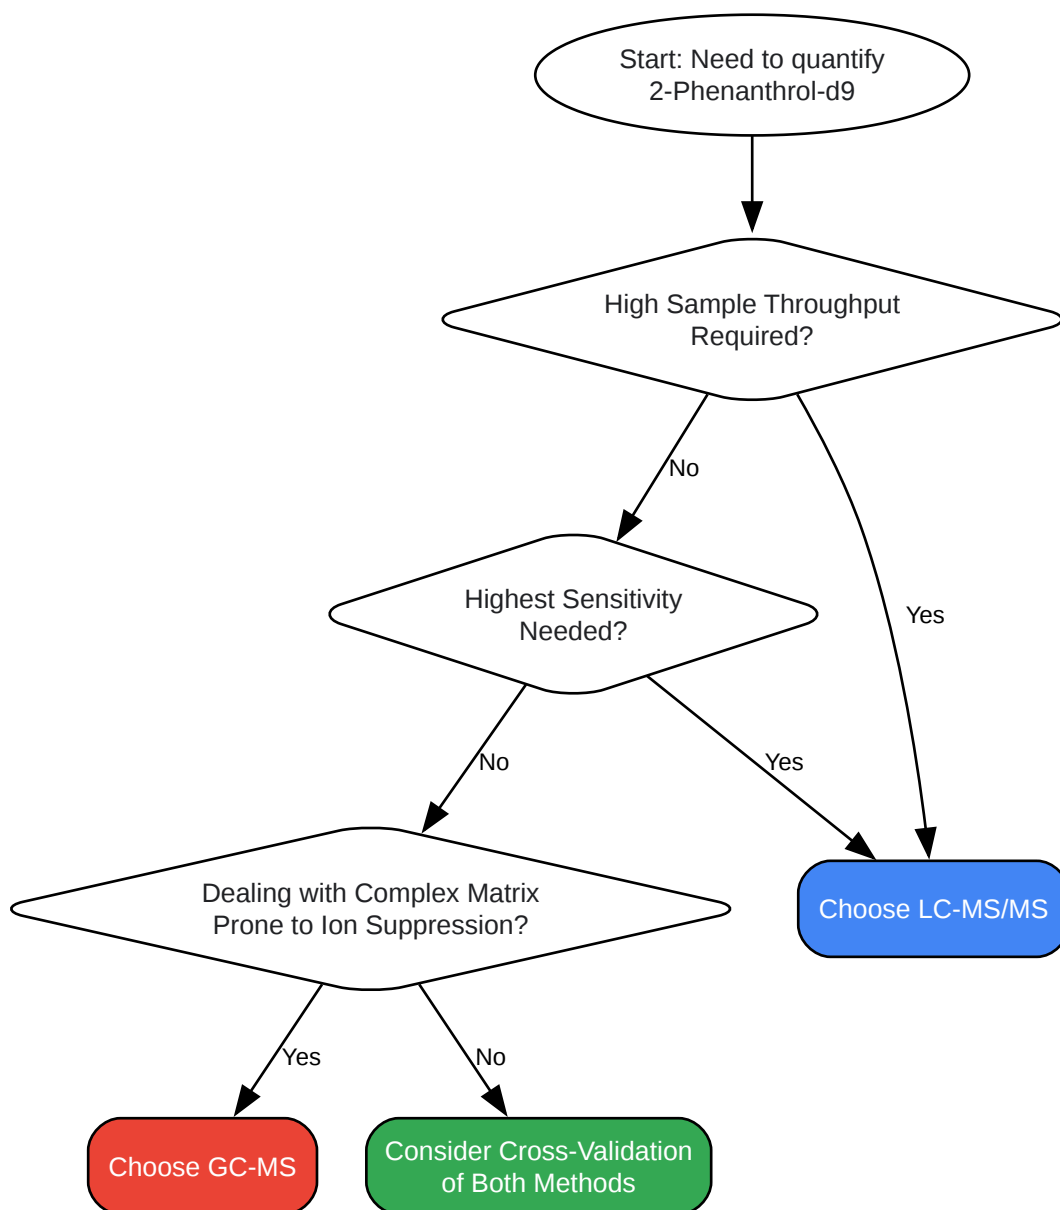 Start: Need to quantify
2-Phenanthrol-d9
High Sample Throughput
Required?
No
Yes
Highest Sensitivity
Needed?
No
Yes
Dealing with Complex Matrix
Prone to Ion Suppression?
Choose LC-MS/MS
Yes
No
Choose GC-MS
Consider Cross-Validation
of Both Methods